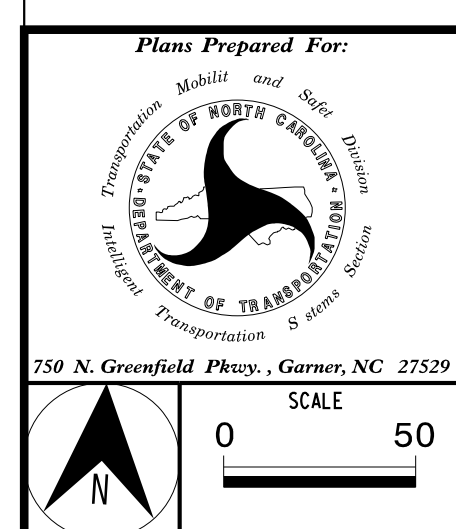 Plans Prepared For:
Transportation Mobilit and Safet Division
STATE OF NORTH CAROLINA
DEPARTMENT OF TRANSPORTATION
Intelligent Transportation S stems Section
750 N. Greenfield Pkwy. , Garner, NC 27529
SCALE
0 50
N